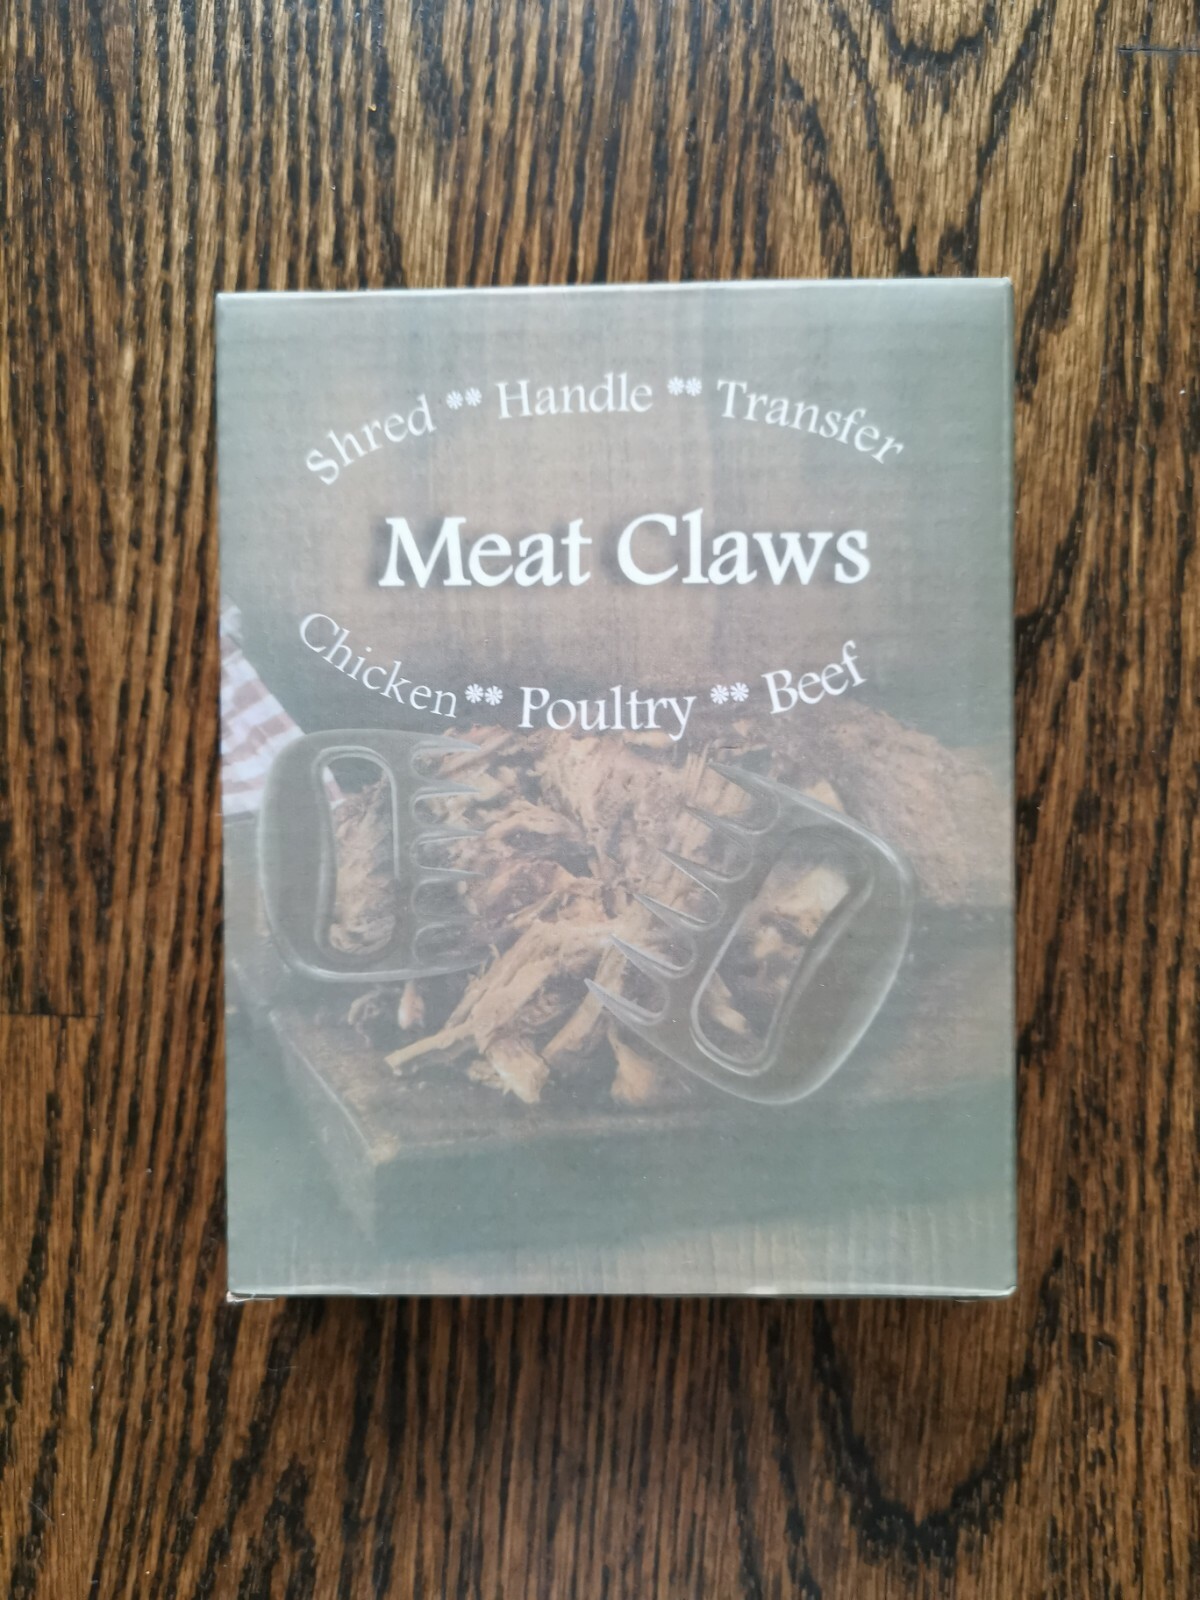 Shred ** Handle ** Transfer
Meat Claws
Chicken ** Poultry ** Beef